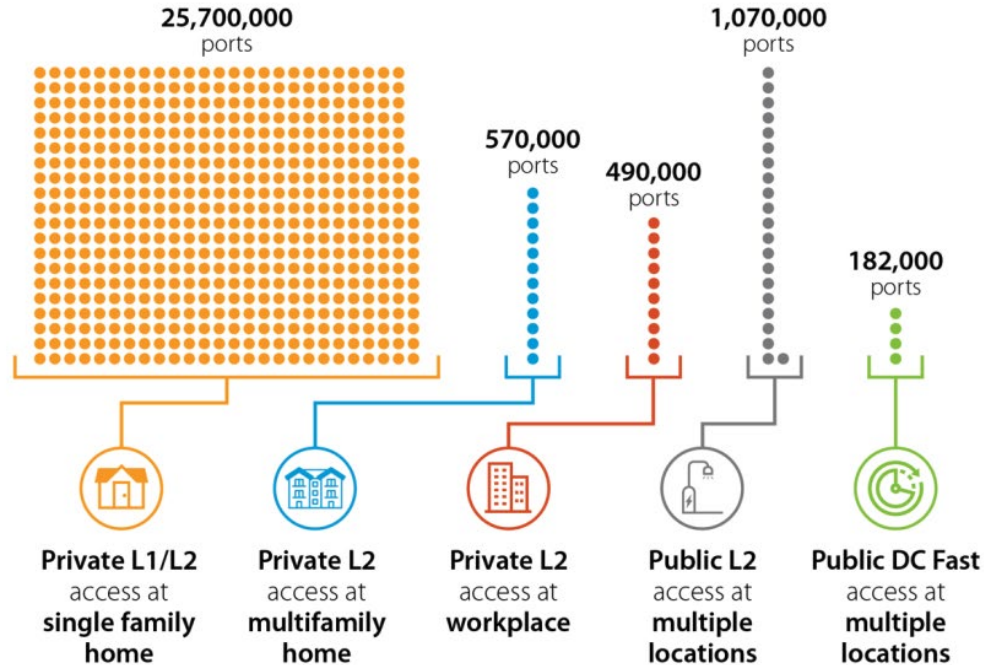 25,700,000
ports
1,070,000
ports
570,000
ports
490,000
ports
182,000
ports
Private L1/L2
access at
single family
home
Private L2
access at
multifamily
home
Private L2
access at
workplace
Public L2
access at
multiple
locations
Public DC Fast
access at
multiple
locations